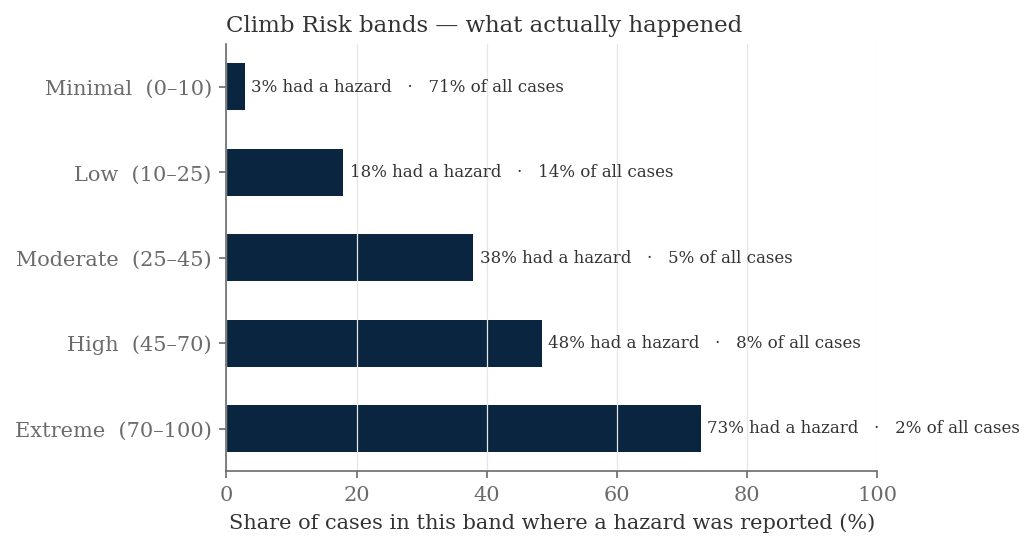 Climb Risk bands — what actually happened
Minimal (0–10) 3% had a hazard · 71% of all cases
Low (10–25) 18% had a hazard · 14% of all cases
Moderate (25–45) 38% had a hazard · 5% of all cases
High (45–70) 48% had a hazard · 8% of all cases
Extreme (70–100) 73% had a hazard · 2% of all cases
0 20 40 60 80 100
Share of cases in this band where a hazard was reported (%)